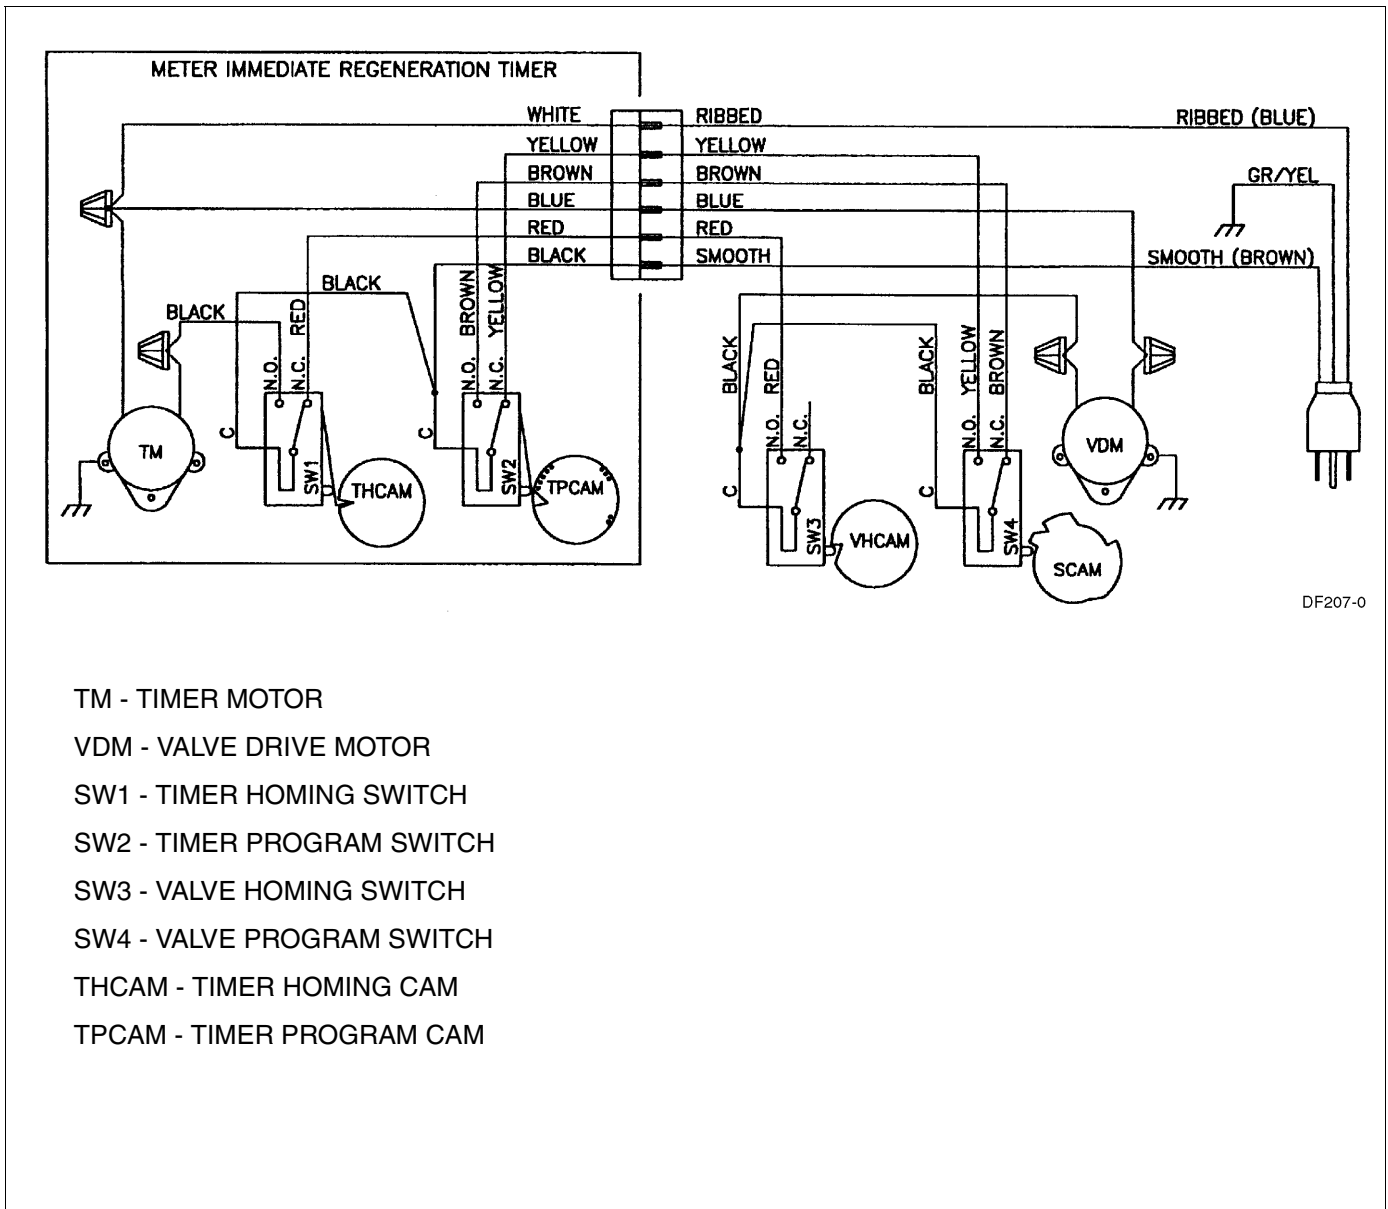 METER IMMEDIATE REGENERATION TIMER
WHITE
RIBBED
RIBBED (BLUE)
YELLOW
YELLOW
BROWN
BROWN
GR/YEL
BLUE
BLUE
RED
RED
BLACK
SMOOTH
SMOOTH (BROWN)
BLACK
BLACK
RED
BROWN
YELLOW
N.O.
N.C.
N.O.
N.C.
BLACK
RED
BLACK
YELLOW
BROWN
N.O.
N.C.
N.O.
N.C.
TM
C
SW1
THCAM
C
SW2
TPCAM
C
SW3
VHCAM
C
SW4
SCAM
VDM
DF207-0
TM - TIMER MOTOR
VDM - VALVE DRIVE MOTOR
SW1 - TIMER HOMING SWITCH
SW2 - TIMER PROGRAM SWITCH
SW3 - VALVE HOMING SWITCH
SW4 - VALVE PROGRAM SWITCH
THCAM - TIMER HOMING CAM
TPCAM - TIMER PROGRAM CAM